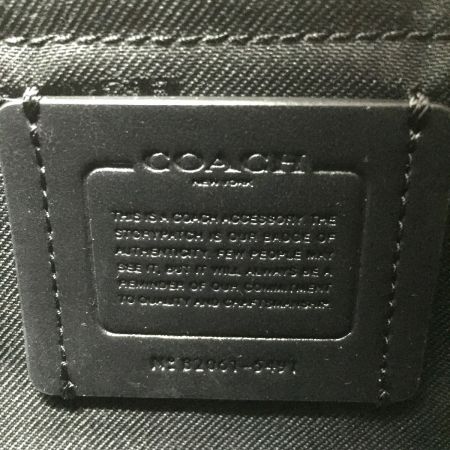 COACH
NEW YORK
THIS IS A COACH ACCESSORY. THE
STORYPATCH IS OUR BADGE OF
AUTHENTICITY. FEW PEOPLE MAY
SEE IT, BUT IT WILL ALWAYS BE A
REMINDER OF OUR COMMITMENT
TO QUALITY AND CRAFTSMANSHIP.